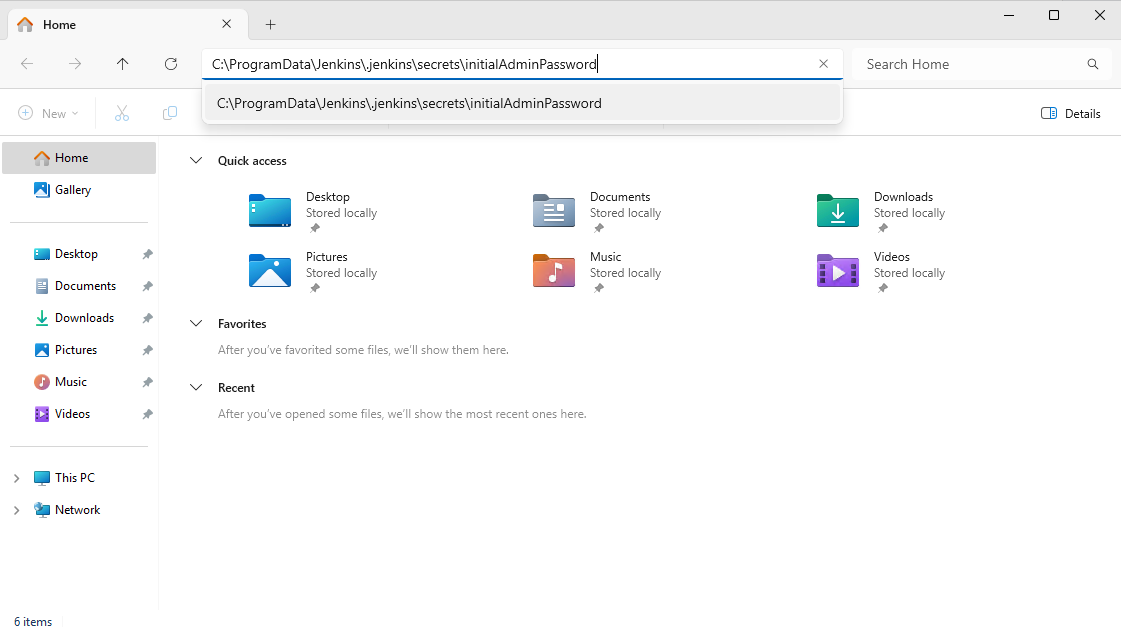 Home
C:\ProgramData\Jenkins\.jenkins\secrets\initialAdminPassword
Search Home
C:\ProgramData\Jenkins\.jenkins\secrets\initialAdminPassword
New
Details
Home
Gallery
Desktop
Documents
Downloads
Pictures
Music
Videos
This PC
Network
Quick access
Desktop
Stored locally
Documents
Stored locally
Downloads
Stored locally
Pictures
Stored locally
Music
Stored locally
Videos
Stored locally
Favorites
After you've favorited some files, we'll show them here.
Recent
After you've opened some files, we'll show the most recent ones here.
6 items